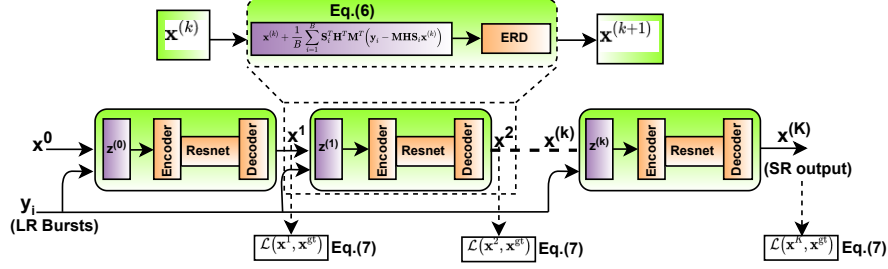 Eq.(6)
x^{(k)}
x^{(k)} + \frac{1}{B} \sum_{i=1}^{B} S_i^T H^T M^T (y_i − MHS_i x^{(k)})
ERD
x^{(k+1)}
x^0
z^{(0)}
Encoder
Resnet
Decoder
x^1
z^{(1)}
Encoder
Resnet
Decoder
x^2
x^{(k)}
z^{(k)}
Encoder
Resnet
Decoder
x^{(K)}
(SR output)
y_i
(LR Bursts)
L(x^1, x^{gt}) Eq.(7)
L(x^2, x^{gt}) Eq.(7)
L(x^K, x^{gt}) Eq.(7)